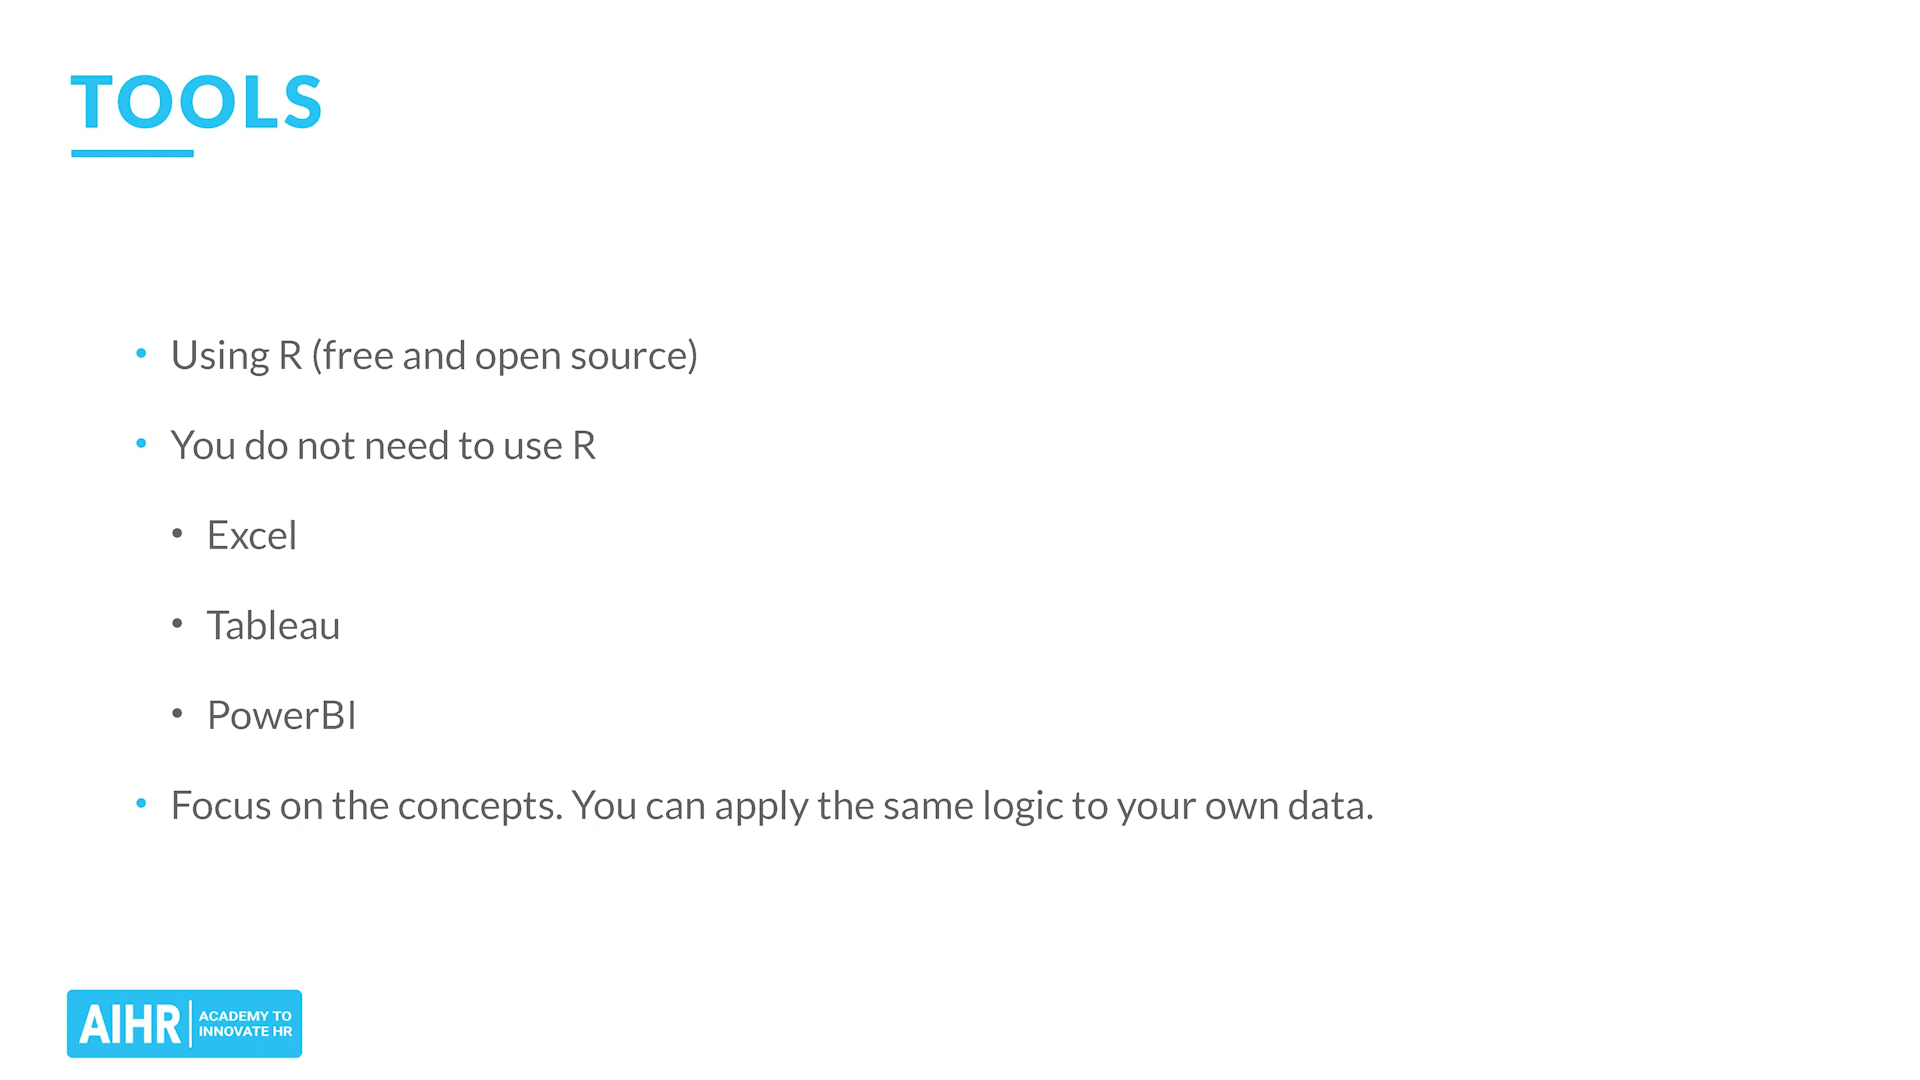 TOOLS
• Using R (free and open source)
• You do not need to use R
• Excel
• Tableau
• PowerBI
• Focus on the concepts. You can apply the same logic to your own data.
AIHR
ACADEMY TO
INNOVATE HR